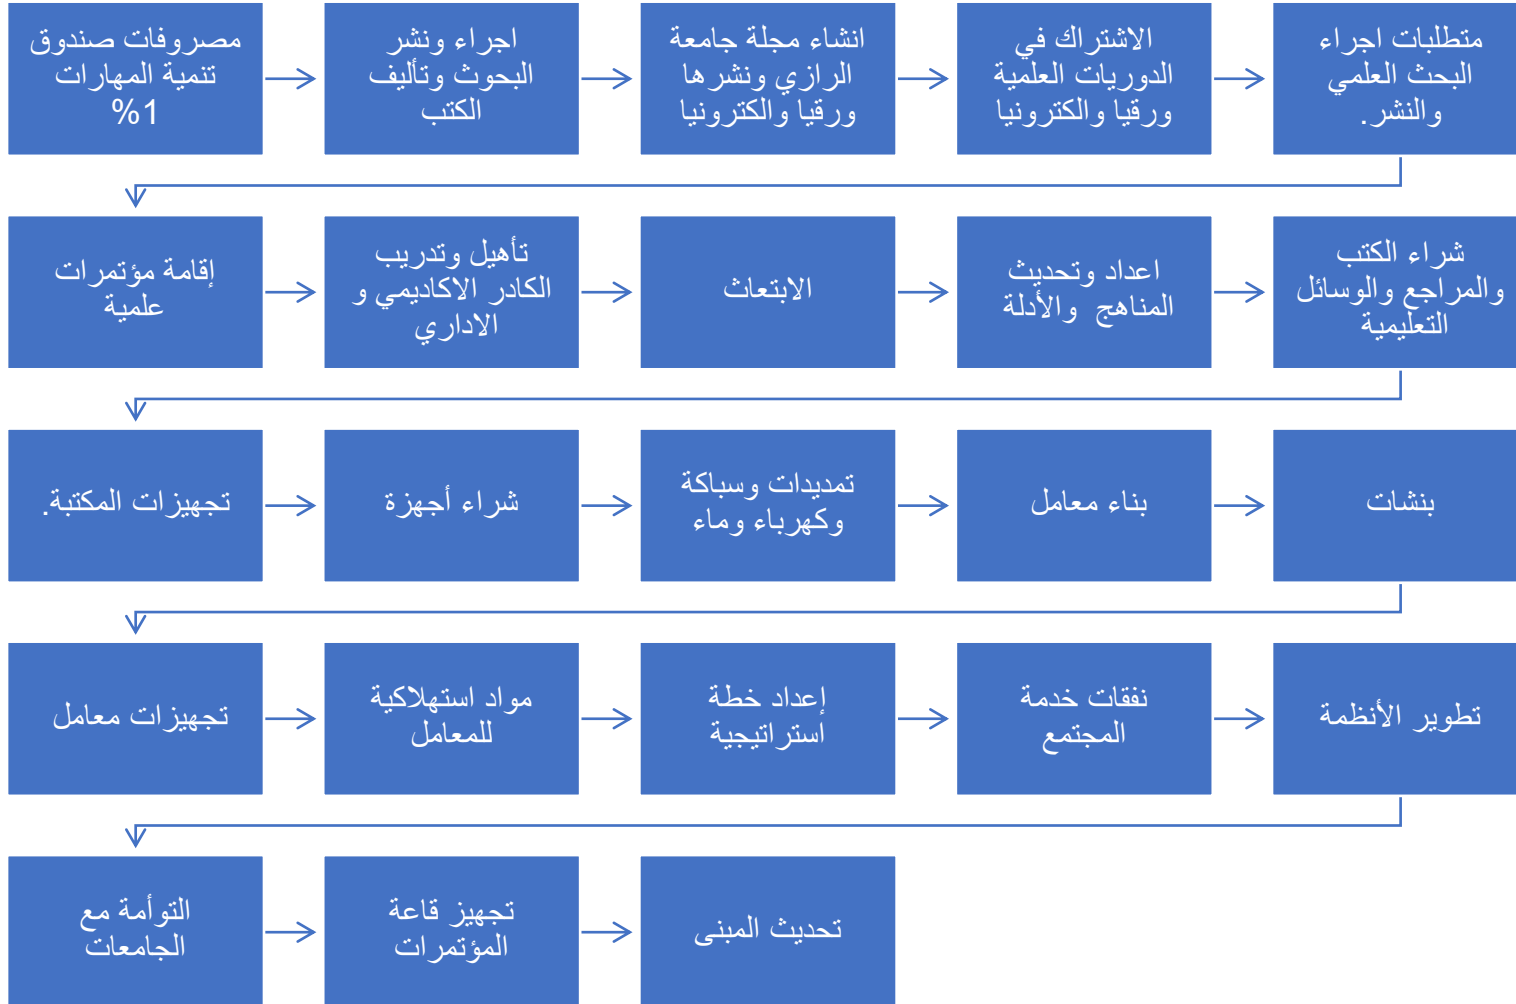 مصروفات صندوق
تنمية المهارات
%1
اجراء ونشر
البحوث وتأليف
الكتب
انشاء مجلة جامعة
الرازي ونشرها
ورقيا والكترونيا
الاشتراك في
الدوريات العلمية
ورقيا والكترونيا
متطلبات اجراء
البحث العلمي
والنشر.
إقامة مؤتمرات
علمية
تأهيل وتدريب
الكادر الاكاديمي و
الاداري
الابتعاث
اعداد وتحديث
المناهج والأدلة
شراء الكتب
والمراجع والوسائل
التعليمية
تجهيزات المكتبة.
شراء أجهزة
تمديدات وسباكة
وكهرباء وماء
بناء معامل
بنشات
تجهيزات معامل
مواد استهلاكية
للمعامل
إعداد خطة
أستراتيجية
نفقات خدمة
المجتمع
تطوير الأنظمة
التوأمة مع
الجامعات
تجهيز قاعة
المؤتمرات
تحديث المبنى